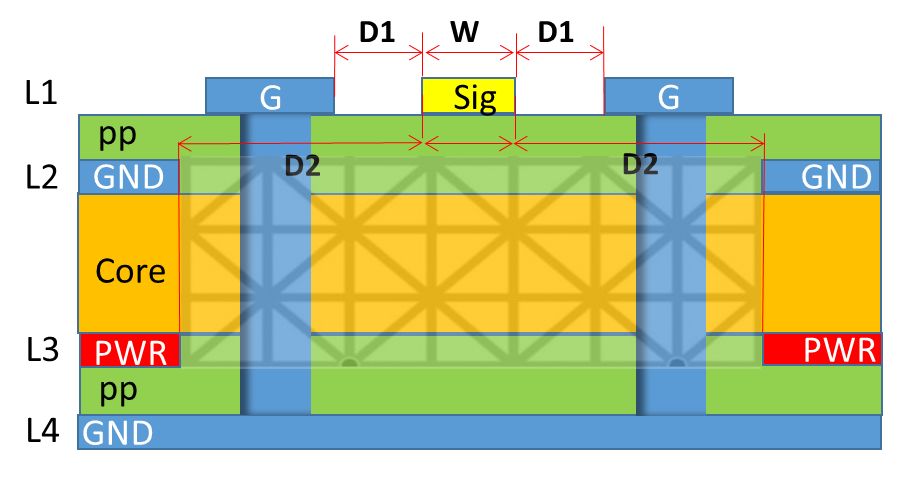 D1 W D1
L1 G Sig G
pp
D2 D2
L2 GND GND
Core
L3 PWR PWR
pp
L4 GND